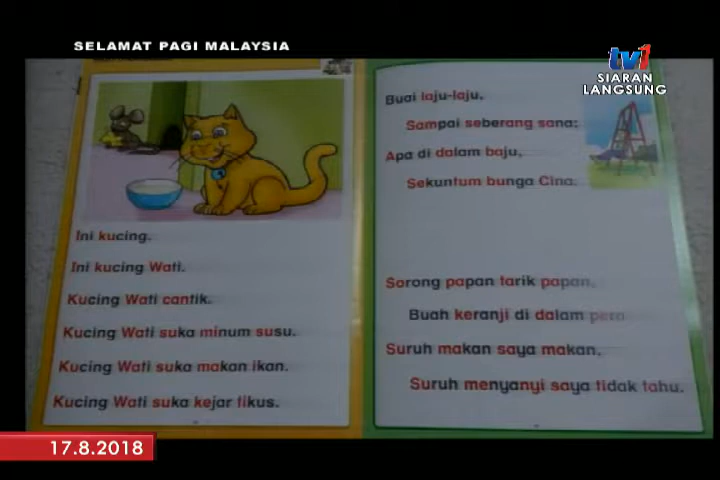 SELAMAT PAGI MALAYSIA
tv1
SIARAN
LANGSUNG
Ini kucing.
Ini kucing Wati.
Kucing Wati cantik.
Kucing Wati suka minum susu.
Kucing Wati suka makan ikan.
Kucing Wati suka kejar tikus.
Buai laju-laju,
Sampai seberang sana;
Apa di dalam baju,
Sekuntum bunga Cina.
Sorong papan tarik papan,
Buah keranji di dalam
Suruh makan saya makan,
Suruh menyanyi saya tidak tahu.
17.8.2018